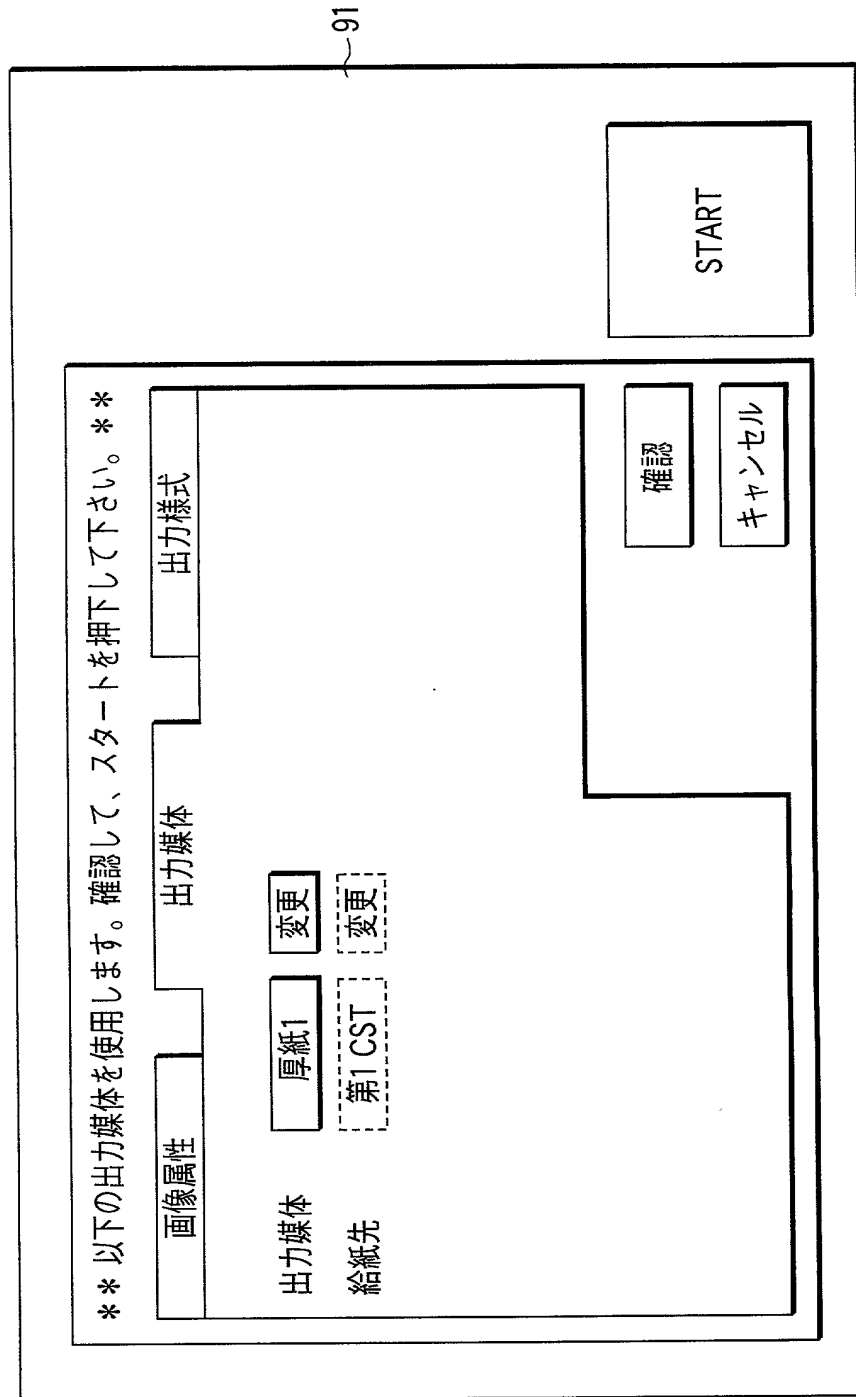 ** 以下の出力媒体を使用します。確認して、スタートを押下して下さい。**
画像属性
出力媒体
出力様式
出力媒体
厚紙1
変更
給紙先
第1 CST
変更
確認
キャンセル
START
91